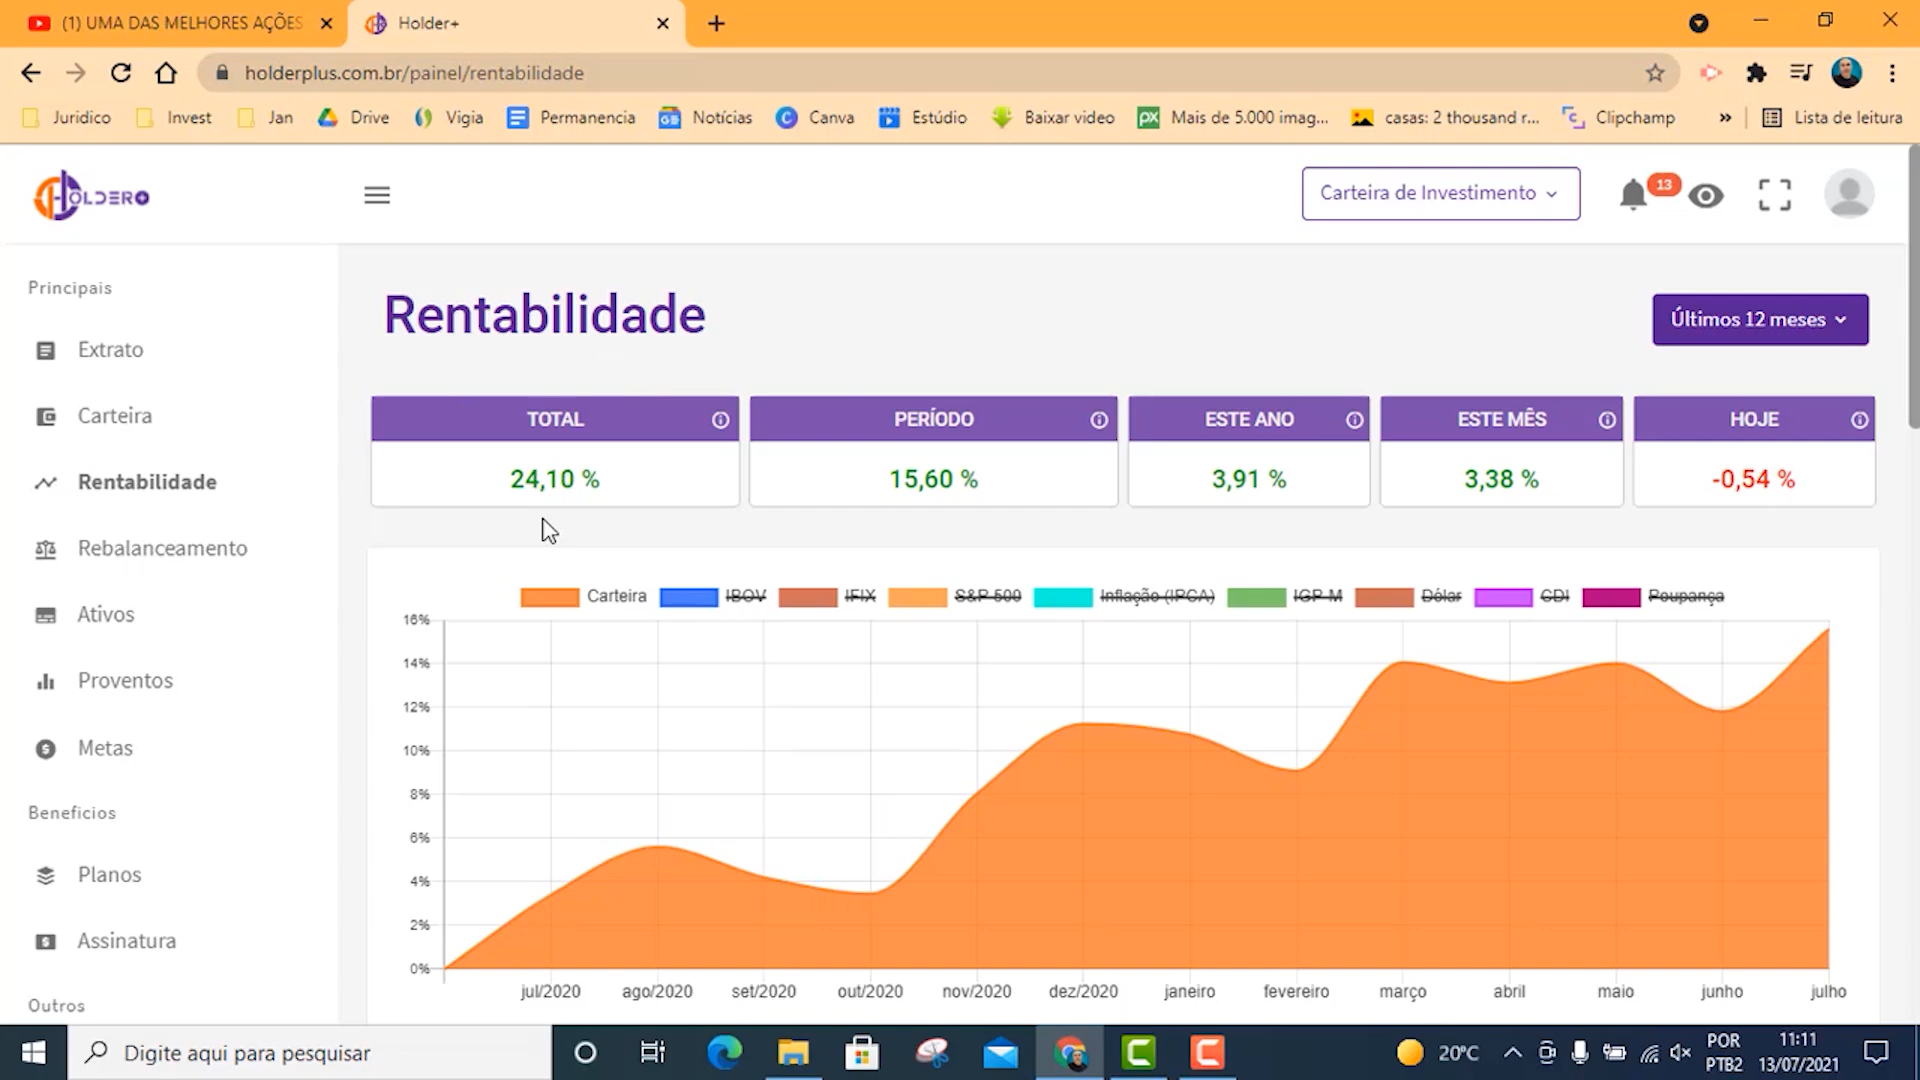 (1) UMA DAS MELHORES AÇÕES
Holder+
holderplus.com.br/painel/rentabilidade
Juridico Invest Jan Drive Vigia Permanencia Notícias Canva Estúdio Baixar video Mais de 5.000 imag... casas: 2 thousand r... Clipchamp » Lista de leitura
HOLDER+
Carteira de Investimento
13
Principais
Extrato
Carteira
Rentabilidade
Rebalanceamento
Ativos
Proventos
Metas
Beneficios
Planos
Assinatura
Outros
Rentabilidade
Últimos 12 meses
TOTAL PERÍODO ESTE ANO ESTE MÊS HOJE
24,10 % 15,60 % 3,91 % 3,38 % -0,54 %
Carteira IBOV IFIX S&P 500 Inflação (IPCA) IGP-M Dólar CDI Poupança
16%
14%
12%
10%
8%
6%
4%
2%
0%
jul/2020 ago/2020 set/2020 out/2020 nov/2020 dez/2020 janeiro fevereiro março abril maio junho julho
Digite aqui para pesquisar
20°C
POR
PTB2
11:11
13/07/2021